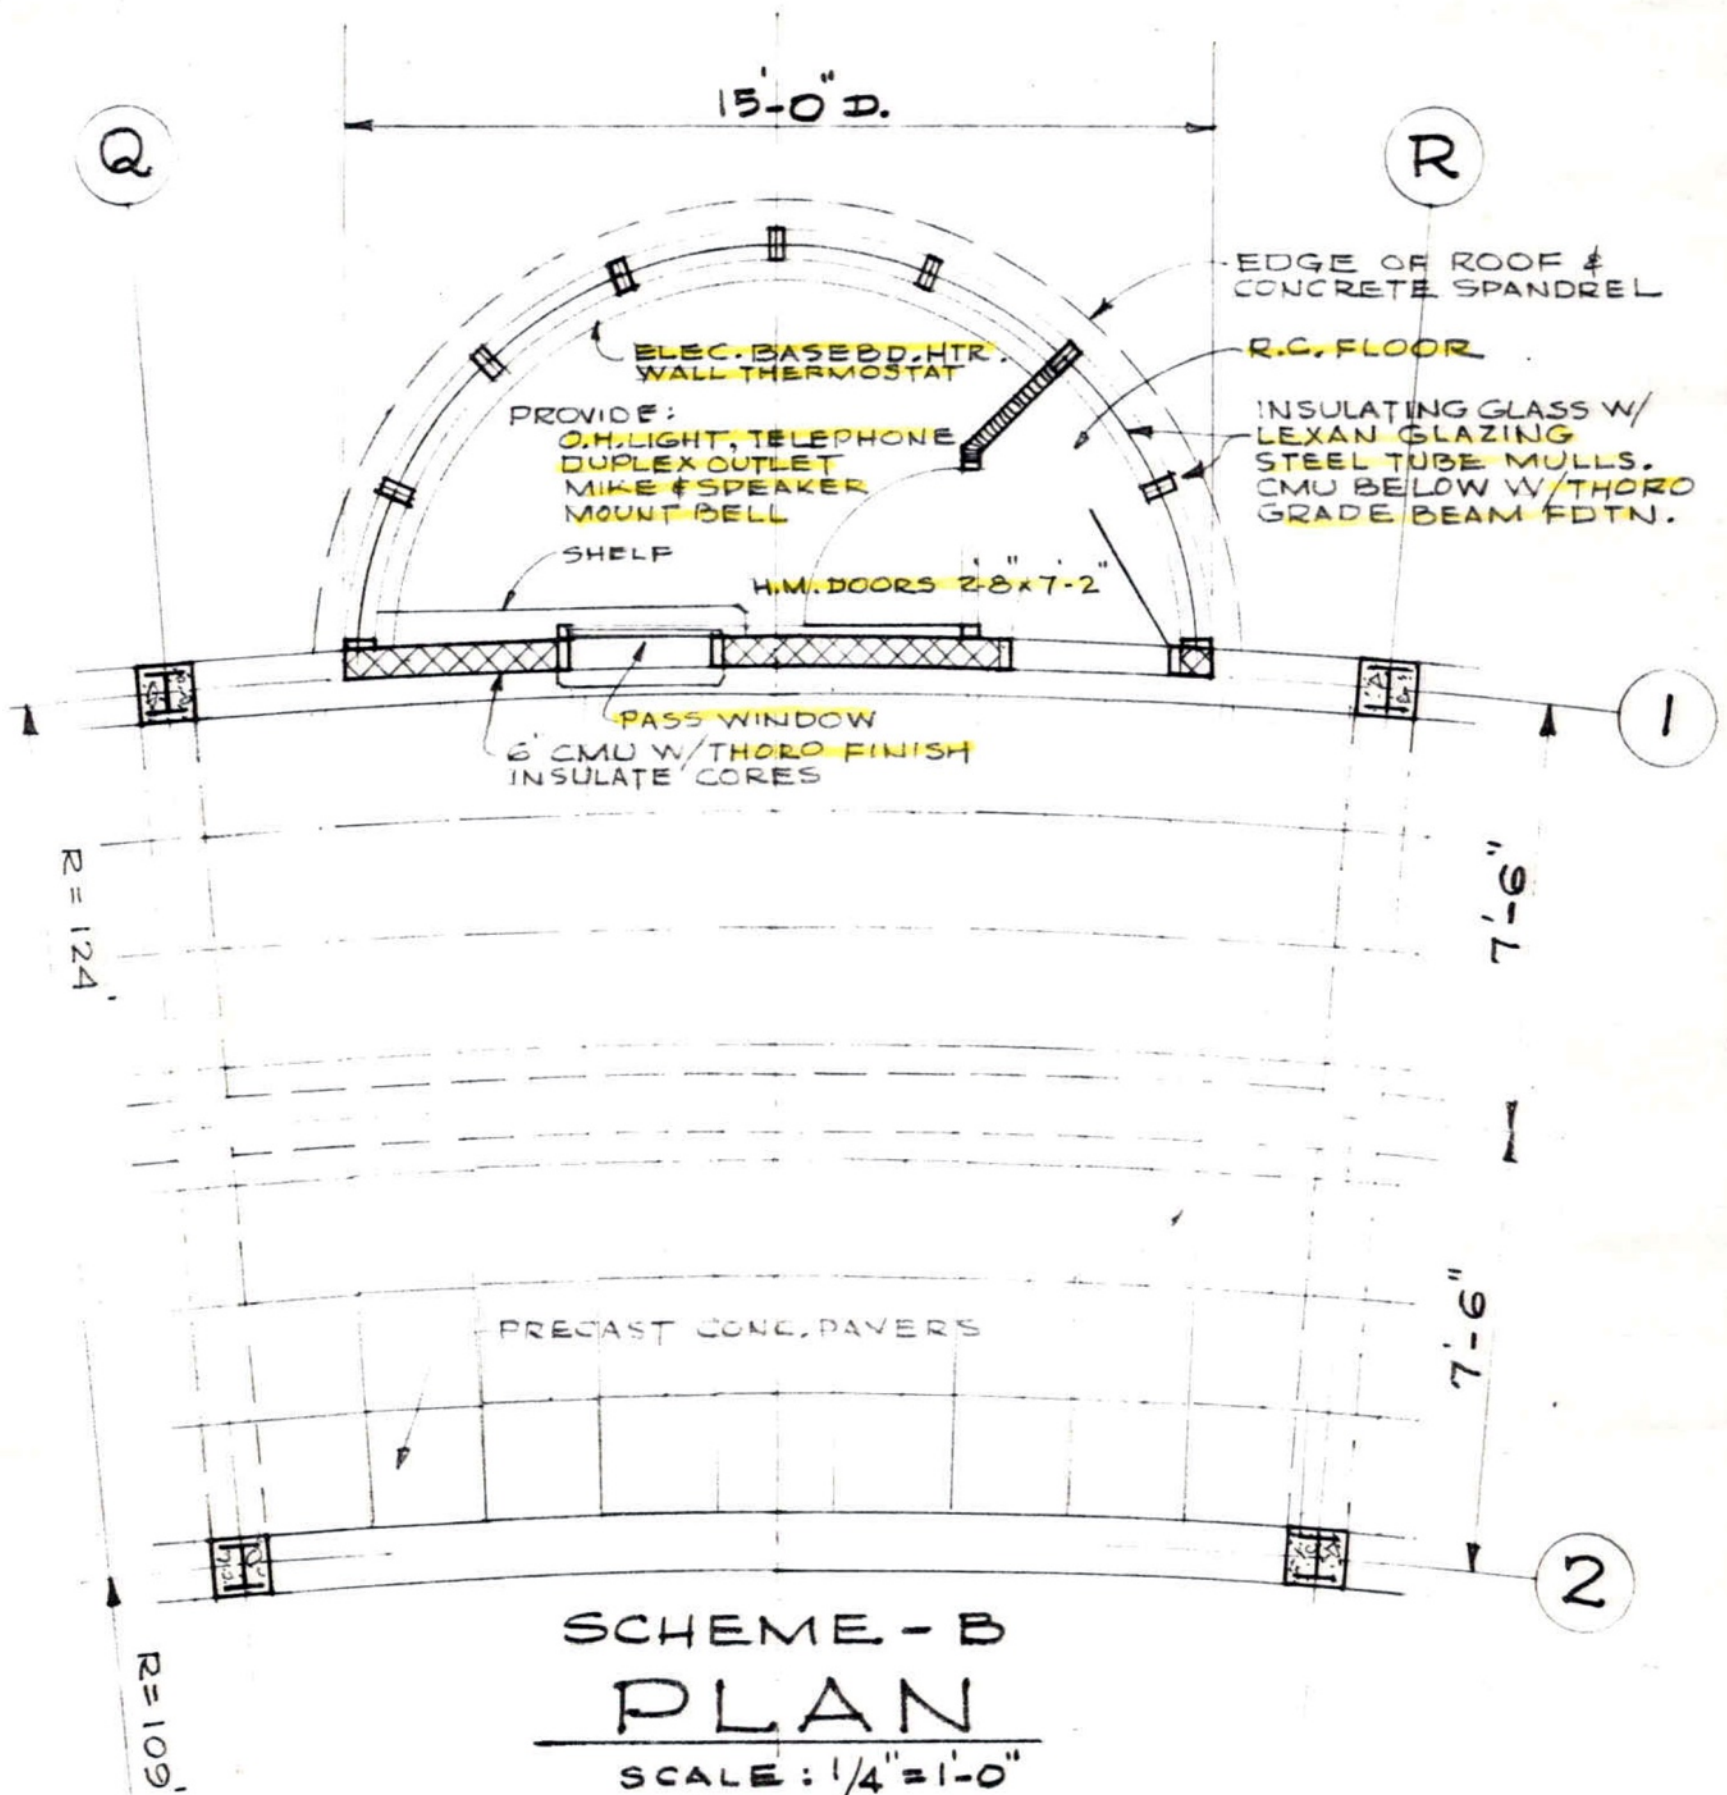 15'-0" D.
Q
R
EDGE OF ROOF &
CONCRETE SPANDREL
ELEC. BASEBD. HTR.
WALL THERMOSTAT
R.C. FLOOR
PROVIDE:
O.H. LIGHT, TELEPHONE
DUPLEX OUTLET
MIKE & SPEAKER
MOUNT BELL
INSULATING GLASS W/
LEXAN GLAZING
STEEL TUBE MULLS.
CMU BELOW W/THORO
GRADE BEAM FDTN.
SHELF
H.M. DOORS 2'-8" x 7'-2"
PASS WINDOW
6" CMU W/THORO FINISH
INSULATE CORES
1
R = 124'
7'-6"
PRECAST CONC. PAVERS
7'-6"
2
R = 109'
SCHEME - B
PLAN
SCALE: 1/4" = 1'-0"